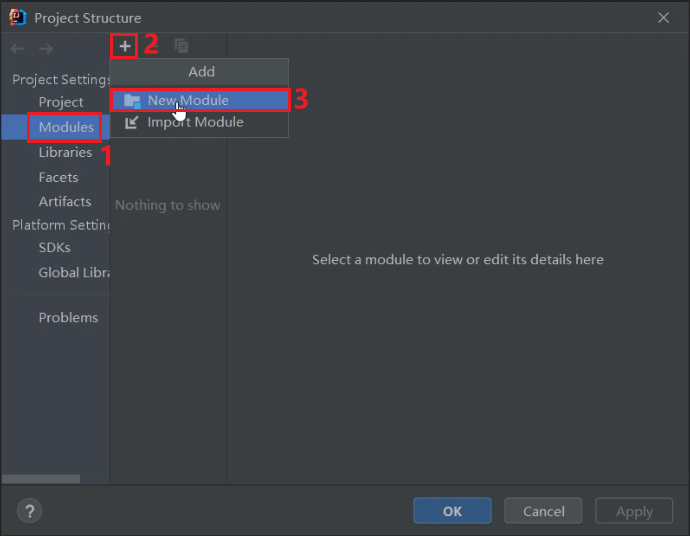 Project Structure
+ 2
Add
Project Settings
New Module 3
Project
Import Module
Modules
1
Libraries
Facets
Artifacts
Nothing to show
Platform Setting
SDKs
Select a module to view or edit its details here
Global Libra
Problems
? OK Cancel Apply